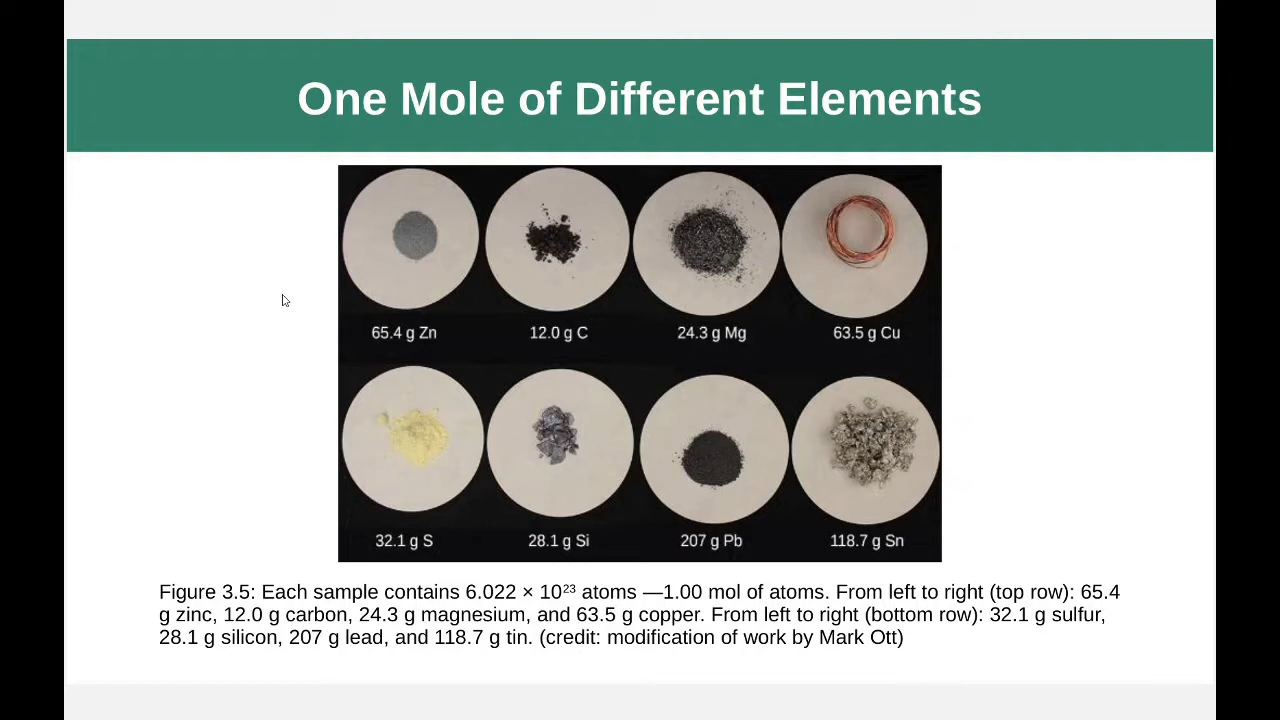 One Mole of Different Elements
65.4 g Zn
12.0 g C
24.3 g Mg
63.5 g Cu
32.1 g S
28.1 g Si
207 g Pb
118.7 g Sn
Figure 3.5: Each sample contains 6.022 × 10²³ atoms —1.00 mol of atoms. From left to right (top row): 65.4
g zinc, 12.0 g carbon, 24.3 g magnesium, and 63.5 g copper. From left to right (bottom row): 32.1 g sulfur,
28.1 g silicon, 207 g lead, and 118.7 g tin. (credit: modification of work by Mark Ott)